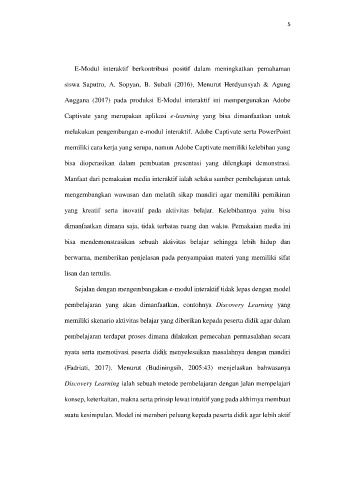 5
E-Modul interaktif berkontribusi positif dalam meningkatkan pemahaman
siswa Saputra, A. Sopyan, B. Subali (2016), Menurut Herdyansyah & Agung
Anggana (2017) pada produksi E-Modul interaktif ini mempergunakan Adobe
Captivate yang merupakan aplikasi e-learning yang bisa dimanfaatkan untuk
melakukan pengembangan e-modul interaktif. Adobe Captivate serta PowerPoint
memiliki cara kerja yang serupa, namun Adobe Captivate memiliki kelebihan yang
bisa dioperasikan dalam pembuatan presentasi yang dilengkapi demonstrasi.
Manfaat dari pemakaian media interaktif ialah selaku sumber pembelajaran untuk
mengembangkan wawasan dan melatih sikap mandiri agar memiliki pemikiran
yang kreatif serta inovatif pada aktivitas belajar. Kelebihannya yaitu bisa
dimanfaatkan dimana saja, tidak terbatas ruang dan waktu. Pemakaian media ini
bisa mendemonstrasikan sebuah aktivitas belajar sehingga lebih hidup dan
berwarna, memberikan penjelasan pada penyampaian materi yang memiliki sifat
lisan dan tertulis.
Sejalan dengan mengembangakan e-modul interaktif tidak lepas dengan model
pembelajaran yang akan dimanfaatkan, contohnya Discovery Learning yang
memiliki skenario aktivitas belajar yang diberikan kepada peserta didik agar dalam
pembelajaran terdapat proses dimana dilakukan pemecahan permasalahan secara
nyata serta memotivasi peserta didik menyelesaikan masalahnya dengan mandiri
(Fadriati, 2017). Menurut (Budiningsih, 2005:43) menjelaskan bahwasanya
Discovery Learning ialah sebuah metode pembelajaran dengan jalan mempelajari
konsep, keterkaitan, makna serta prinsip lewat intuitif yang pada akhirnya membuat
suatu kesimpulan. Model ini memberi peluang kepada peserta didik agar lebih aktif